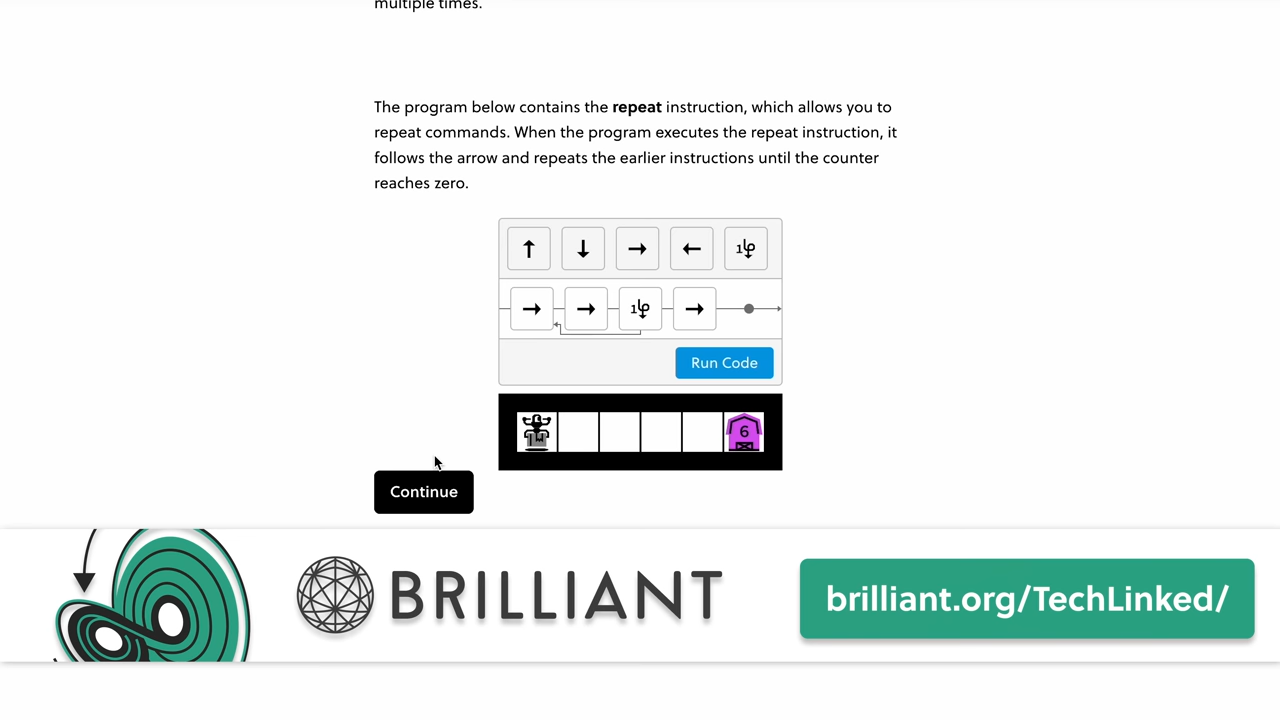 multiple times.
The program below contains the repeat instruction, which allows you to
repeat commands. When the program executes the repeat instruction, it
follows the arrow and repeats the earlier instructions until the counter
reaches zero.
1
1
Run Code
6
Continue
BRILLIANT
brilliant.org/TechLinked/